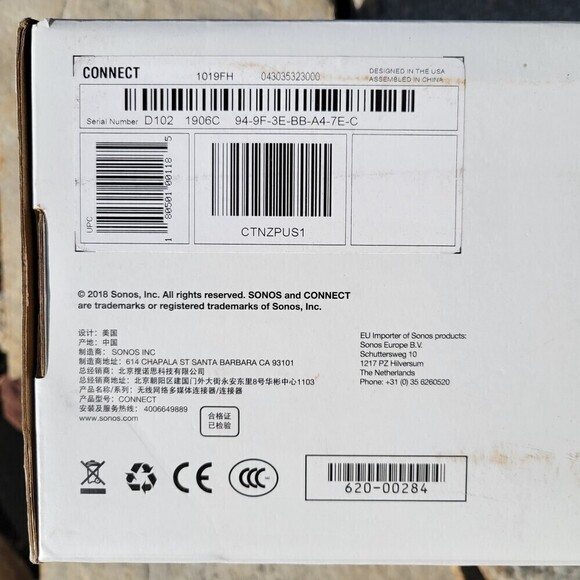 CONNECT 1019FH 043035323000 DESIGNED IN THE USA
ASSEMBLED IN CHINA
Serial Number D102 1906C 94-9F-3E-BB-A4-7E-C
UPC
1 80501 00118 5
CTNZPUS1
© 2018 Sonos, Inc. All rights reserved. SONOS and CONNECT
are trademarks or registered trademarks of Sonos, Inc.
设计: 美国
产地: 中国
制造商: SONOS INC
制造商地址: 614 CHAPALA ST SANTA BARBARA CA 93101
总经销商: 北京搜诺思科技有限公司
总经销商地址: 北京朝阳区建国门外大街永安东里8号华彬中心1103
产品名称/系列: 无线网络多媒体连接器/连接器
产品型号: CONNECT
安装及服务热线: 4006649889
www.sonos.com
合格证
已检验
EU Importer of Sonos products:
Sonos Europe B.V.
Schuttersweg 10
1217 PZ Hilversum
The Netherlands
Phone: +31 (0) 35 6260520
CE CCC
620-00284